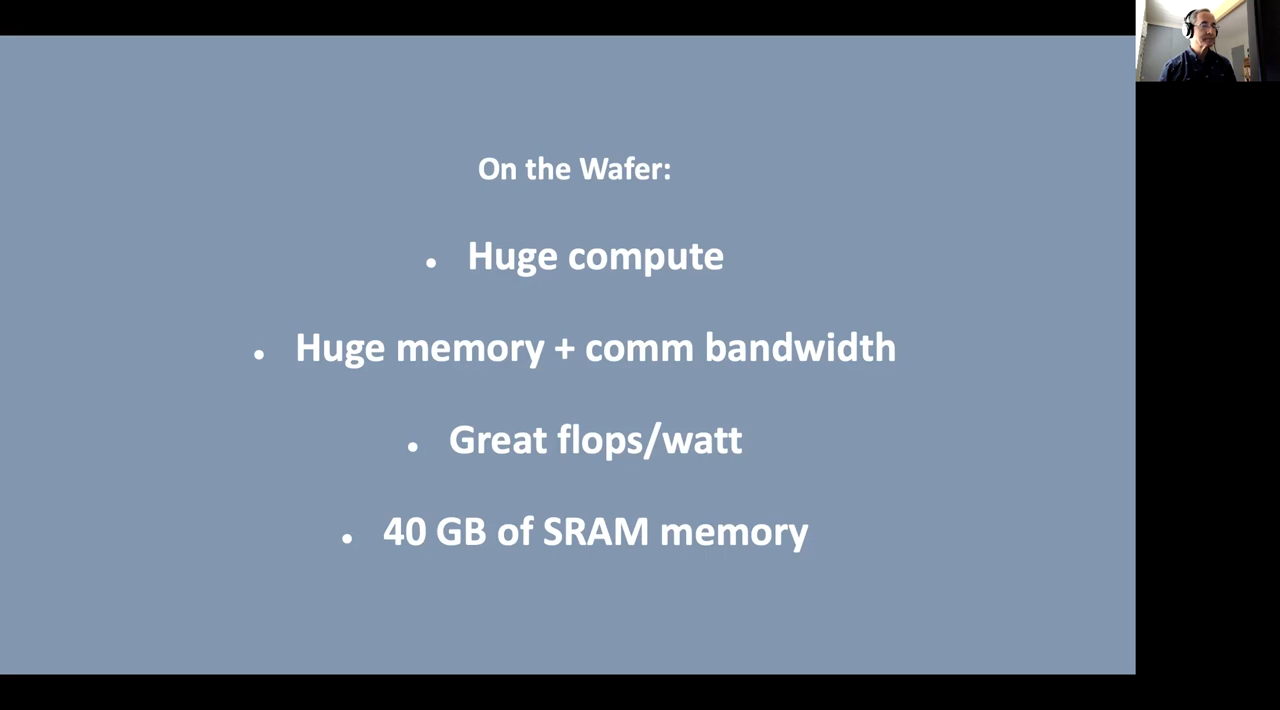 On the Wafer:
• Huge compute
• Huge memory + comm bandwidth
• Great flops/watt
• 40 GB of SRAM memory